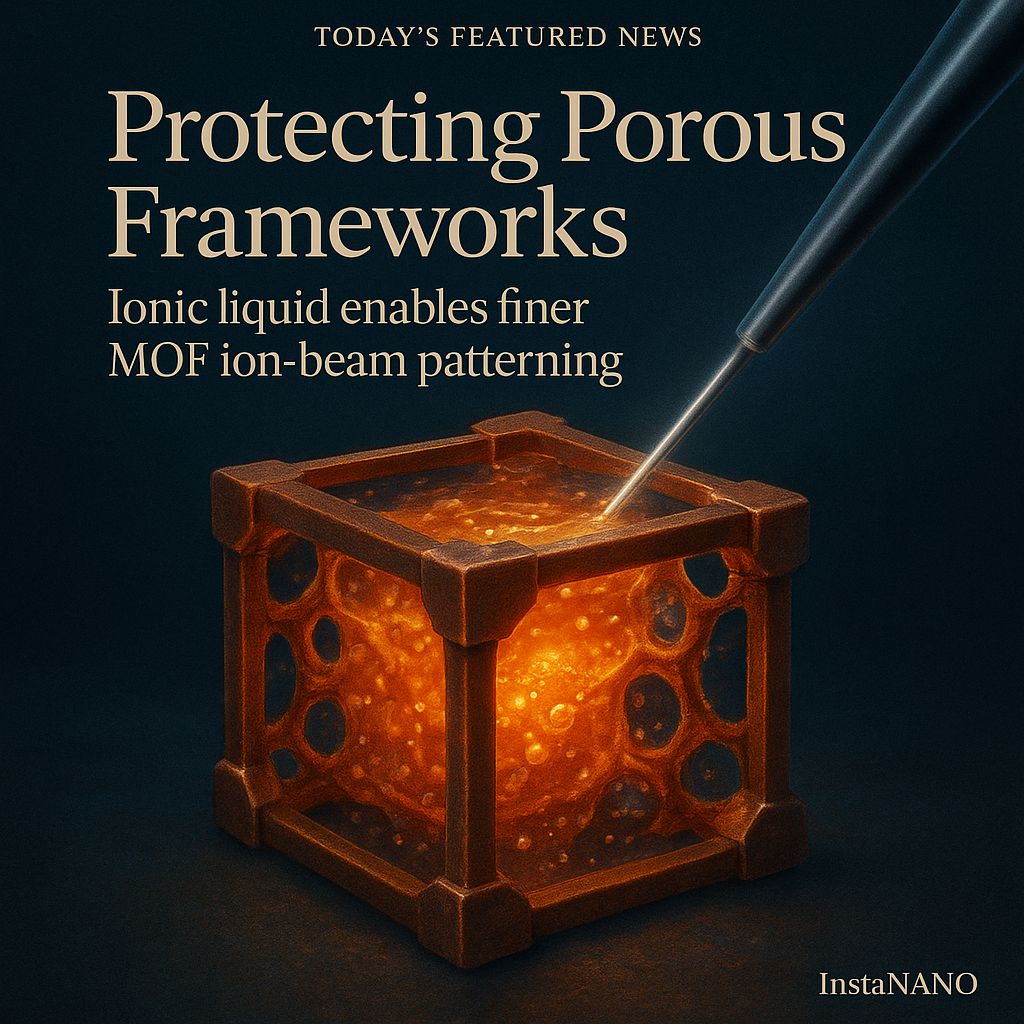 TODAY'S FEATURED NEWS
Protecting Porous
Frameworks
Ionic liquid enables finer
MOF ion-beam patterning
InstaNANO